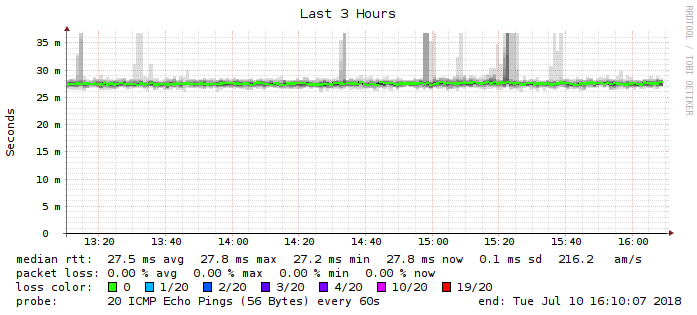 Last 3 Hours
RRDTOOL / TOBI OETIKER
Seconds
35 m
30 m
25 m
20 m
15 m
10 m
5 m
0
13:20 13:40 14:00 14:20 14:40 15:00 15:20 15:40 16:00
median rtt: 27.5 ms avg 27.8 ms max 27.2 ms min 27.8 ms now 0.1 ms sd 216.2 am/s
packet loss: 0.00 % avg 0.00 % max 0.00 % min 0.00 % now
loss color: 0 1/20 2/20 3/20 4/20 10/20 19/20
probe: 20 ICMP Echo Pings (56 Bytes) every 60s end: Tue Jul 10 16:10:07 2018